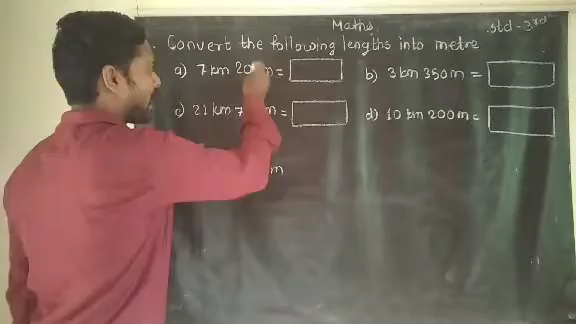 Maths
std - 3rd
Convert the following lengths into metre
a) 7 km 20 m = b) 3 km 350 m =
c) 21 km 7 m = d) 10 km 200 m =
m